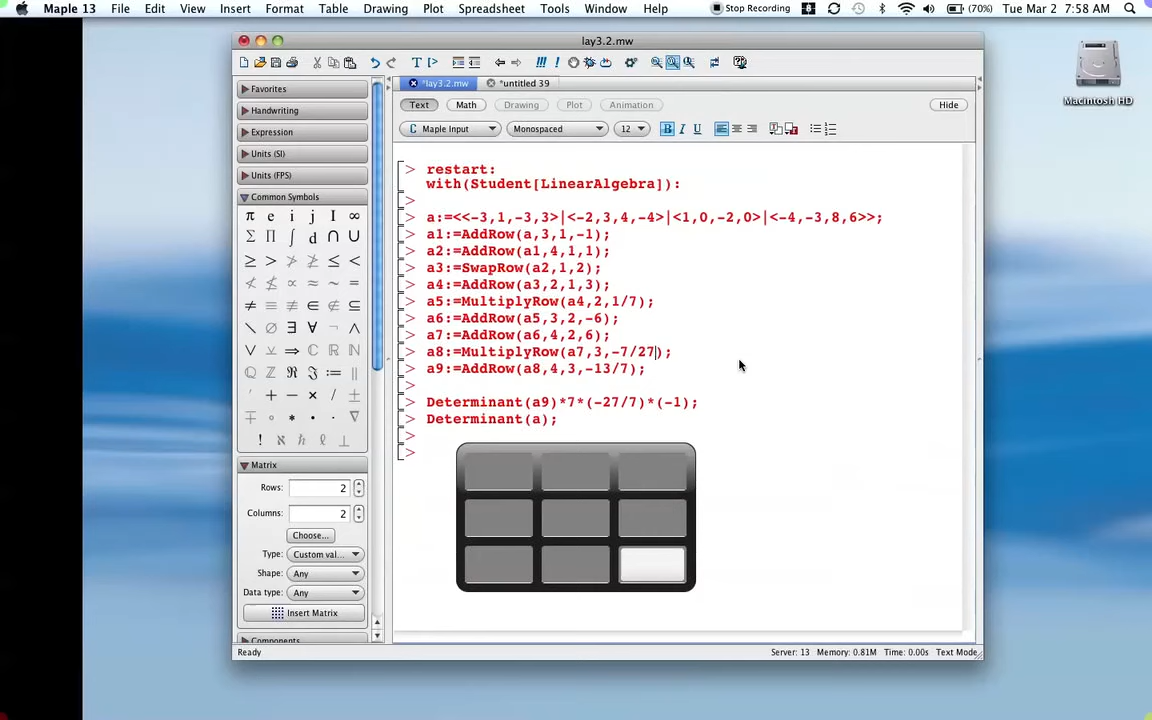 Maple 13 File Edit View Insert Format Table Drawing Plot Spreadsheet Tools Window Help Stop Recording (70%) Tue Mar 2 7:58 AM
lay3.2.mw
*lay3.2.mw *untitled 39
Text Math Drawing Plot Animation Hide
C Maple Input Monospaced 12 B I U
Macintosh HD
Favorites
Handwriting
Expression
Units (SI)
Units (FPS)
Common Symbols
π e i j I ∞
Σ Π ∫ d ∩ ∪
≥ > ≯ ≱ ≤ <
≮ ≰ ∝ ~ − =
≠ ≡ ≢ ∈ ∉ ⊆
\ ∅ ∃ ∀ ¬ ∧
∨ ⊻ ⇒ ℂ ℝ ℕ
ℚ ℤ ℜ ℑ := ⟂
· + − × / ±
∓ ∘ * · . ∇
! ℵ ℏ ℓ ⊥
Matrix
Rows: 2
Columns: 2
Choose...
Type: Custom val...
Shape: Any
Data type: Any
Insert Matrix
Components
> restart:
with(Student[LinearAlgebra]):
>
> a:=<<-3,1,-3,3>|<-2,3,4,-4>|<1,0,-2,0>|<-4,-3,8,6>>;
> a1:=AddRow(a,3,1,-1);
> a2:=AddRow(a1,4,1,1);
> a3:=SwapRow(a2,1,2);
> a4:=AddRow(a3,2,1,3);
> a5:=MultiplyRow(a4,2,1/7);
> a6:=AddRow(a5,3,2,-6);
> a7:=AddRow(a6,4,2,6);
> a8:=MultiplyRow(a7,3,-7/27);
> a9:=AddRow(a8,4,3,-13/7);
>
> Determinant(a9)*7*(-27/7)*(-1);
> Determinant(a);
>
>
Ready Server: 13 Memory: 0.81M Time: 0.00s Text Mode